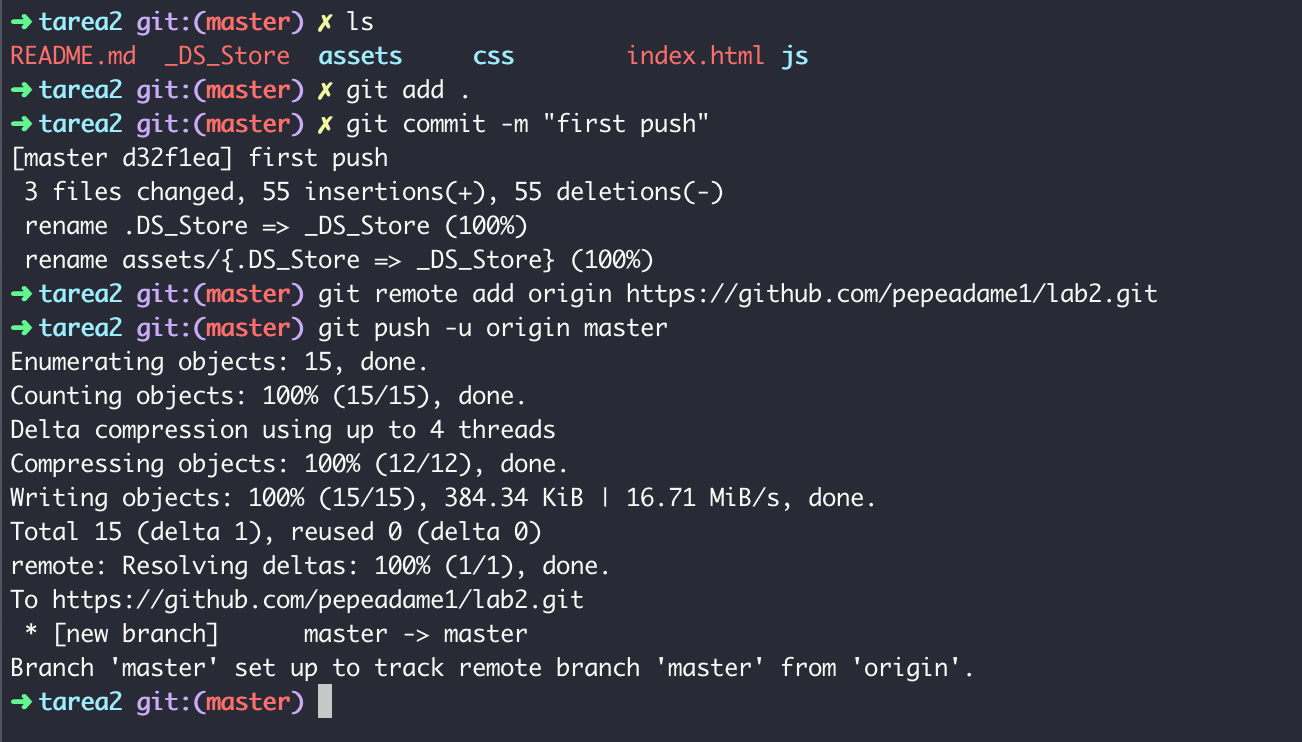 ➜ tarea2 git:(master) ✗ ls
README.md  _DS_Store  assets     css        index.html js
➜ tarea2 git:(master) ✗ git add .
➜ tarea2 git:(master) ✗ git commit -m "first push"
[master d32f1ea] first push
 3 files changed, 55 insertions(+), 55 deletions(-)
 rename .DS_Store => _DS_Store (100%)
 rename assets/{.DS_Store => _DS_Store} (100%)
➜ tarea2 git:(master) git remote add origin https://github.com/pepeadame1/lab2.git
➜ tarea2 git:(master) git push -u origin master
Enumerating objects: 15, done.
Counting objects: 100% (15/15), done.
Delta compression using up to 4 threads
Compressing objects: 100% (12/12), done.
Writing objects: 100% (15/15), 384.34 KiB | 16.71 MiB/s, done.
Total 15 (delta 1), reused 0 (delta 0)
remote: Resolving deltas: 100% (1/1), done.
To https://github.com/pepeadame1/lab2.git
 * [new branch]      master -> master
Branch 'master' set up to track remote branch 'master' from 'origin'.
➜ tarea2 git:(master)